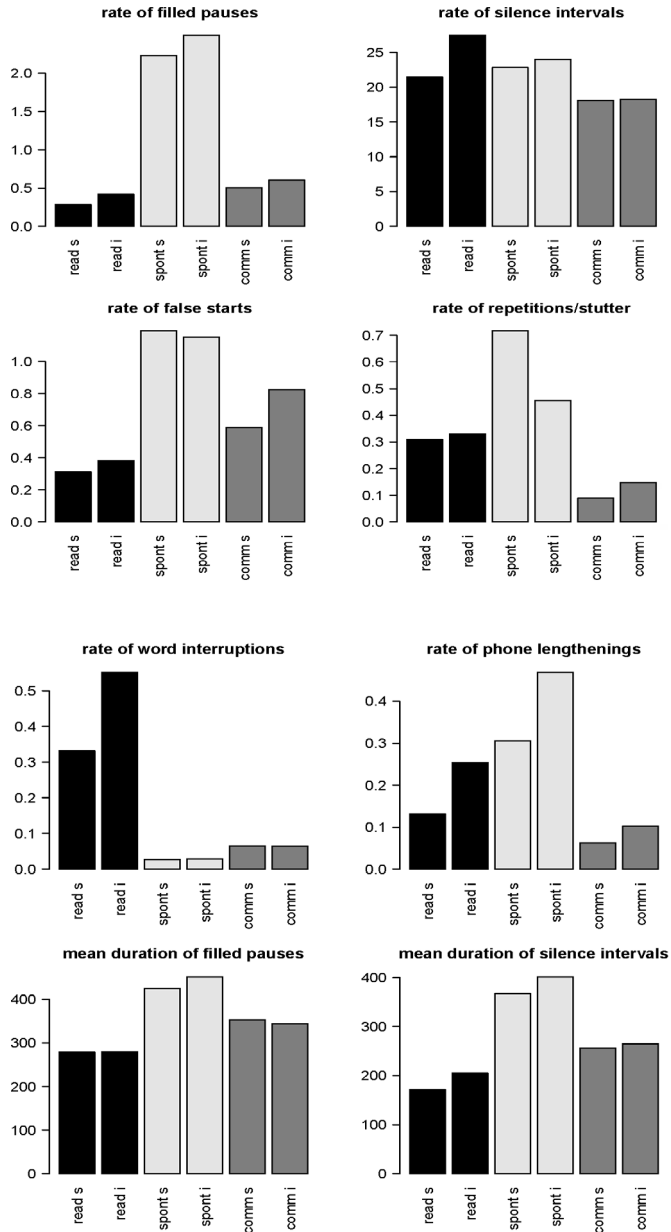 rate of filled pauses
2.0
1.5
1.0
0.5
0.0
read s
read i
spont s
spont i
comm s
comm i
rate of silence intervals
25
20
15
10
5
0
read s
read i
spont s
spont i
comm s
comm i
rate of false starts
1.0
0.8
0.6
0.4
0.2
0.0
read s
read i
spont s
spont i
comm s
comm i
rate of repetitions/stutter
0.7
0.6
0.5
0.4
0.3
0.2
0.1
0.0
read s
read i
spont s
spont i
comm s
comm i
rate of word interruptions
0.5
0.4
0.3
0.2
0.1
0.0
read s
read i
spont s
spont i
comm s
comm i
rate of phone lengthenings
0.4
0.3
0.2
0.1
0.0
read s
read i
spont s
spont i
comm s
comm i
mean duration of filled pauses
400
300
200
100
0
read s
read i
spont s
spont i
comm s
comm i
mean duration of silence intervals
400
300
200
100
0
read s
read i
spont s
spont i
comm s
comm i